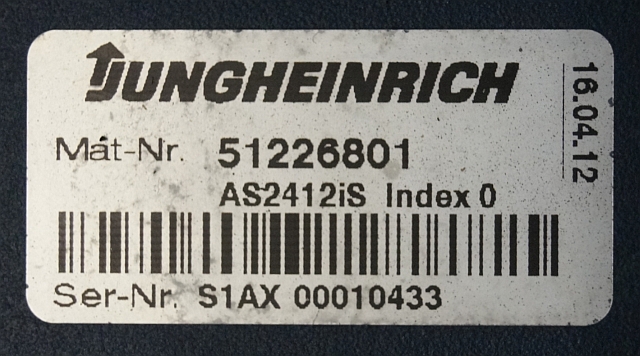 JUNGHEINRICH
Mat-Nr. 51226801
AS2412iS Index 0
Ser-Nr. S1AX 00010433
16.04.12